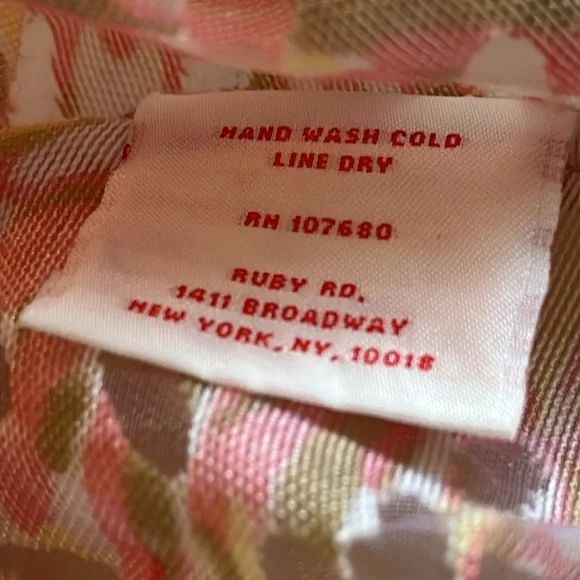 HAND WASH COLD
LINE DRY
RN 107680
RUBY RD.
1411 BROADWAY
NEW YORK, NY, 10018